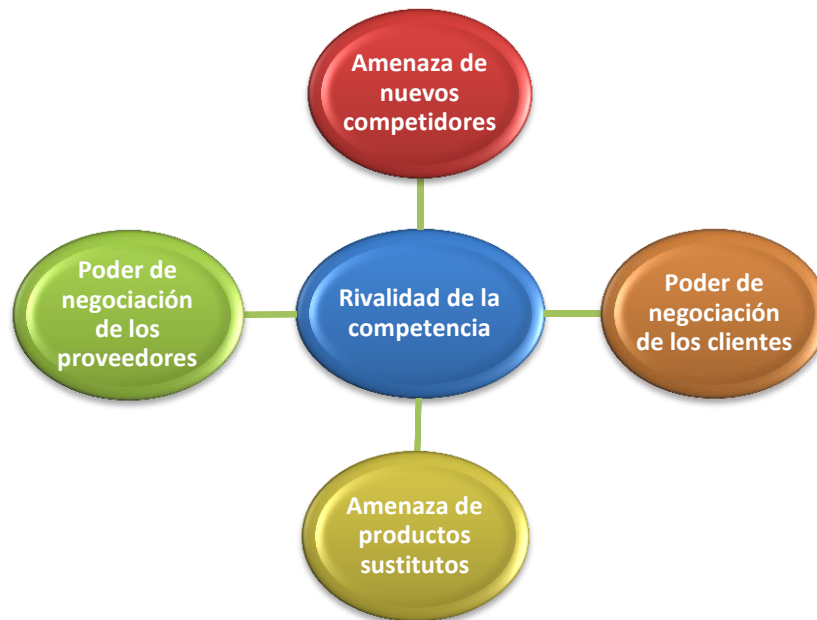 Amenaza de
nuevos
competidores
Poder de
negociación
de los
proveedores
Rivalidad de la
competencia
Poder de
negociación
de los clientes
Amenaza de
productos
sustitutos